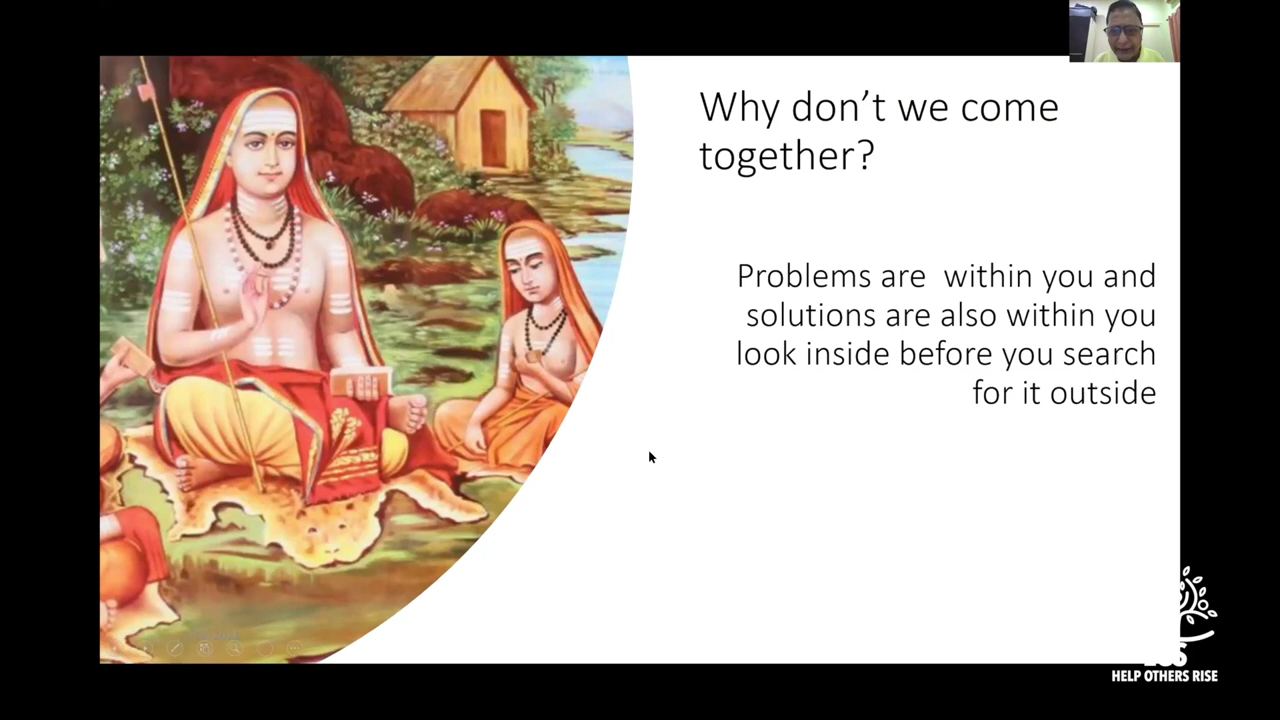 Why don’t we come
together?
Problems are  within you and
solutions are also within you
look inside before you search
for it outside
HELP OTHERS RISE